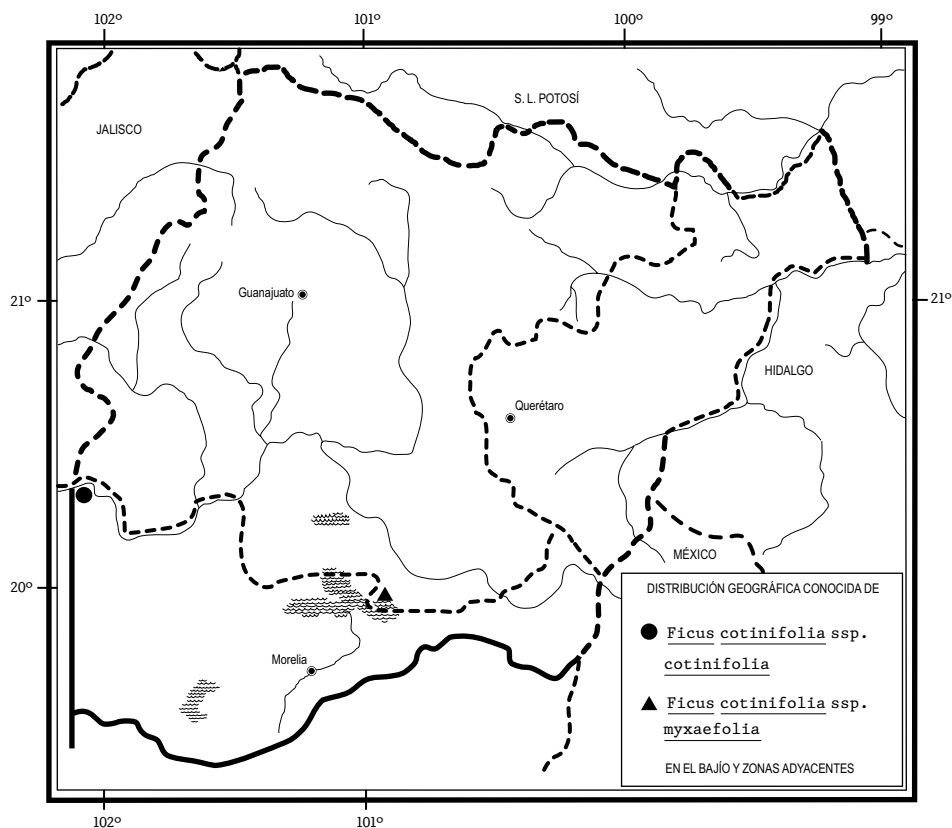 102º 101º 100º 99º
S. L. POTOSÍ
JALISCO
Guanajuato
21º 21º
HIDALGO
Querétaro
MÉXICO
20º
DISTRIBUCIÓN GEOGRÁFICA CONOCIDA DE
Ficus cotinifolia ssp.
cotinifolia
Morelia
Ficus cotinifolia ssp.
myxaefolia
EN EL BAJÍO Y ZONAS ADYACENTES
102º 101º